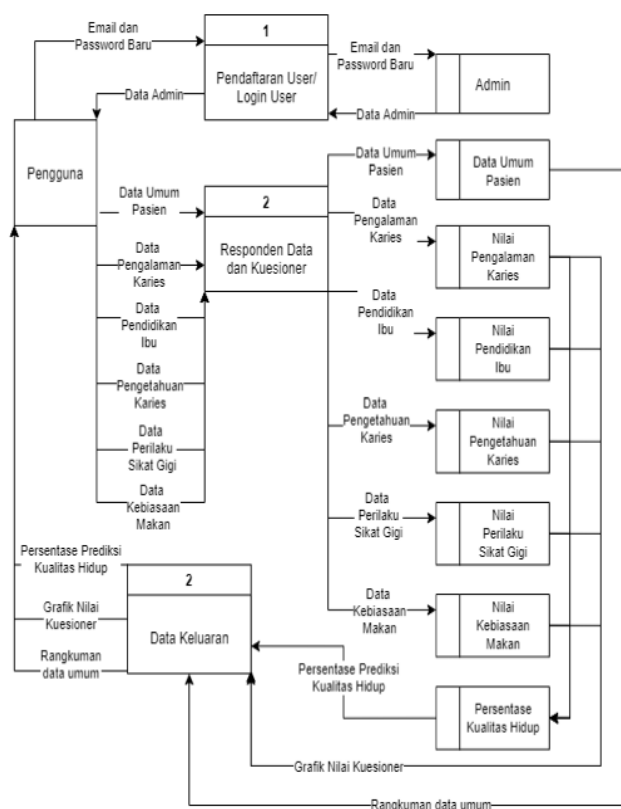 Email dan
Password Baru
1
Pendaftaran User/
Login User
Email dan
Password Baru
Admin
Data Admin
Data Admin
Pengguna
Data Umum
Pasien
Data
Pengalaman
Karies
Data
Pendidikan
Ibu
Data
Pengetahuan
Karies
Data
Perilaku
Sikat Gigi
Data
Kebiasaan
Makan
2
Responden Data
dan Kuesioner
Data Umum
Pasien
Data
Pengalaman
Karies
Data
Pendidikan
Ibu
Data
Pengetahuan
Karies
Data
Perilaku
Sikat Gigi
Data
Kebiasaan
Makan
Data Umum
Pasien
Nilai
Pengalaman
Karies
Nilai
Pendidikan
Ibu
Nilai
Pengetahuan
Karies
Nilai
Perilaku
Sikat Gigi
Nilai
Kebiasaan
Makan
Persentase
Kualitas Hidup
Persentase Prediksi
Kualitas Hidup
Grafik Nilai
Kuesioner
Rangkuman
data umum
2
Data Keluaran
Persentase Prediksi
Kualitas Hidup
Grafik Nilai Kuesioner
Rangkuman data umum